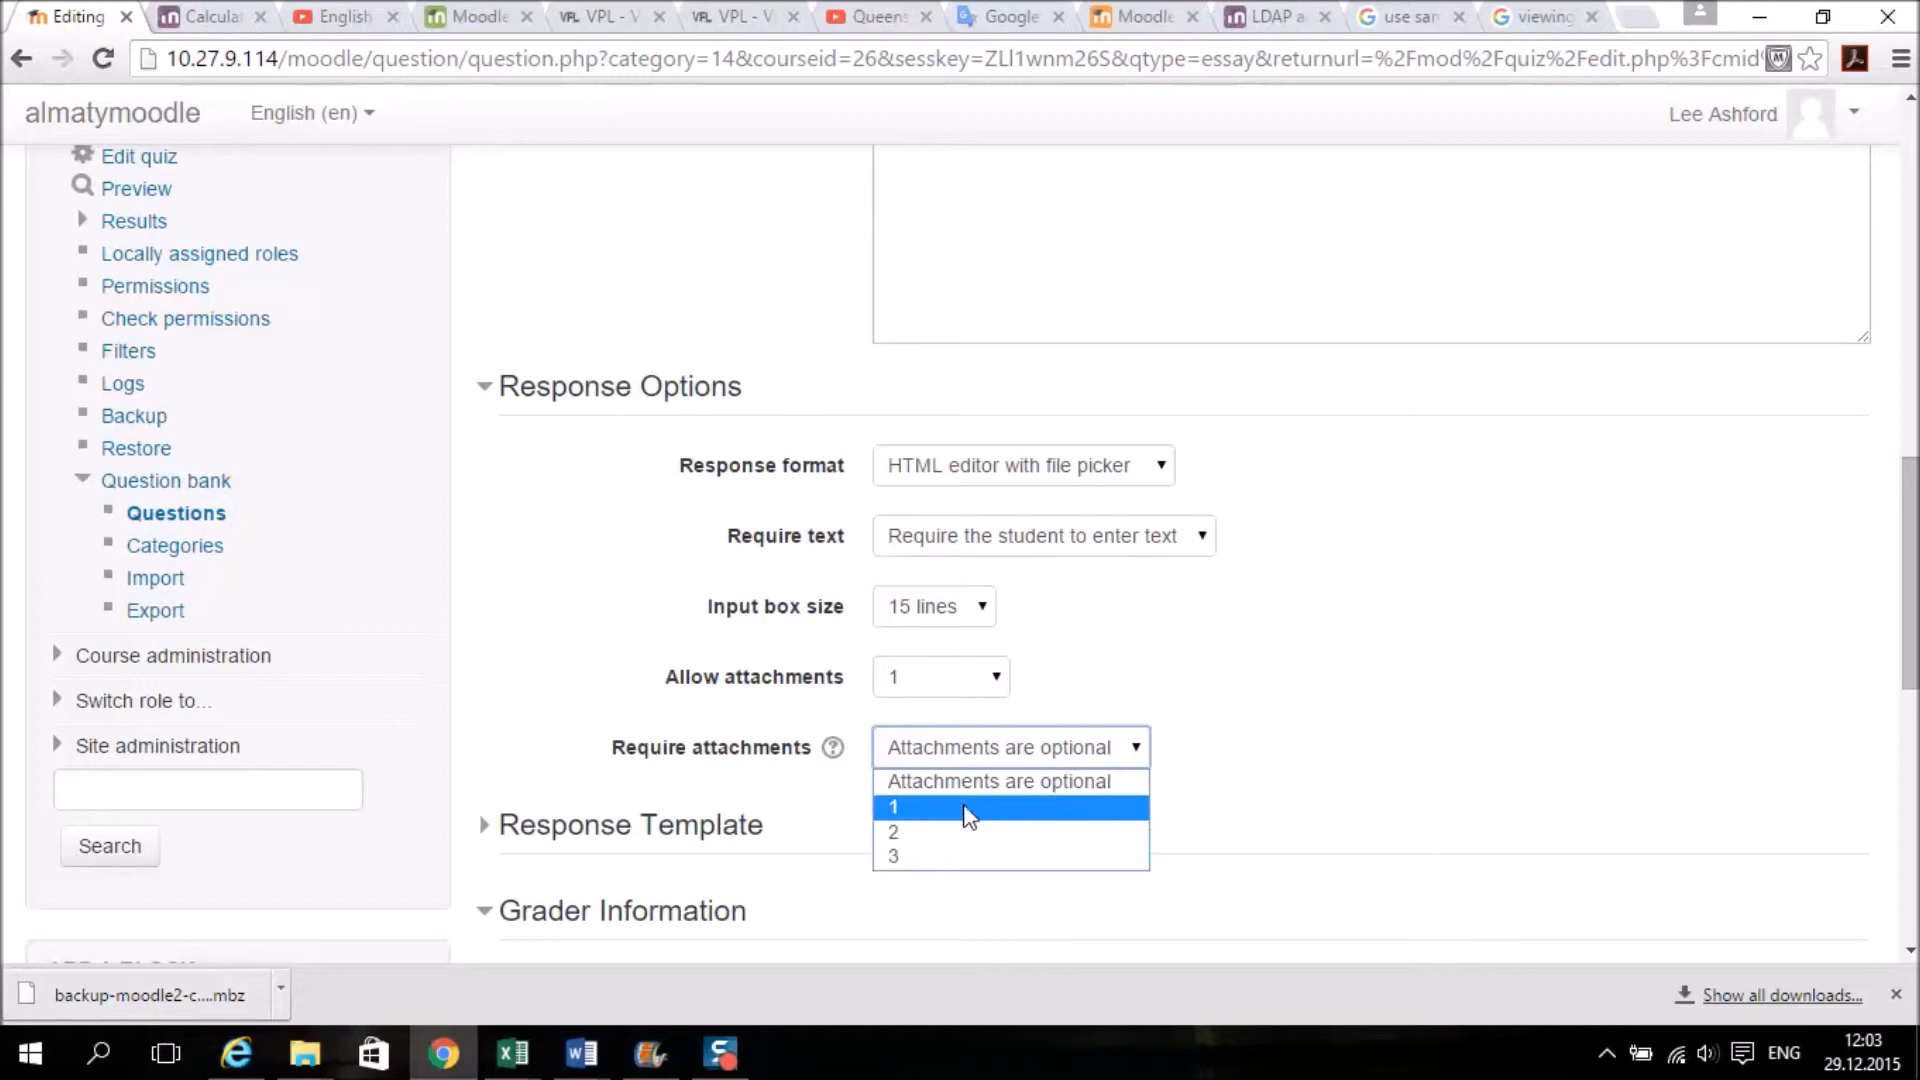 Editing
Calcula
English
Moodle
VPL VPL - V
VPL VPL - V
Queens
Google
Moodle
LDAP a
use san
viewing
10.27.9.114/moodle/question/question.php?category=14&courseid=26&sesskey=ZLl1wnm26S&qtype=essay&returnurl=%2Fmod%2Fquiz%2Fedit.php%3Fcmid
almatymoodle
English (en)
Lee Ashford
Edit quiz
Preview
Results
Locally assigned roles
Permissions
Check permissions
Filters
Logs
Backup
Restore
Question bank
Questions
Categories
Import
Export
Course administration
Switch role to...
Site administration
Search
Response Options
Response format
HTML editor with file picker
Require text
Require the student to enter text
Input box size
15 lines
Allow attachments
1
Require attachments
Attachments are optional
Attachments are optional
1
2
3
Response Template
Grader Information
backup-moodle2-c....mbz
Show all downloads...
ENG
12:03
29.12.2015